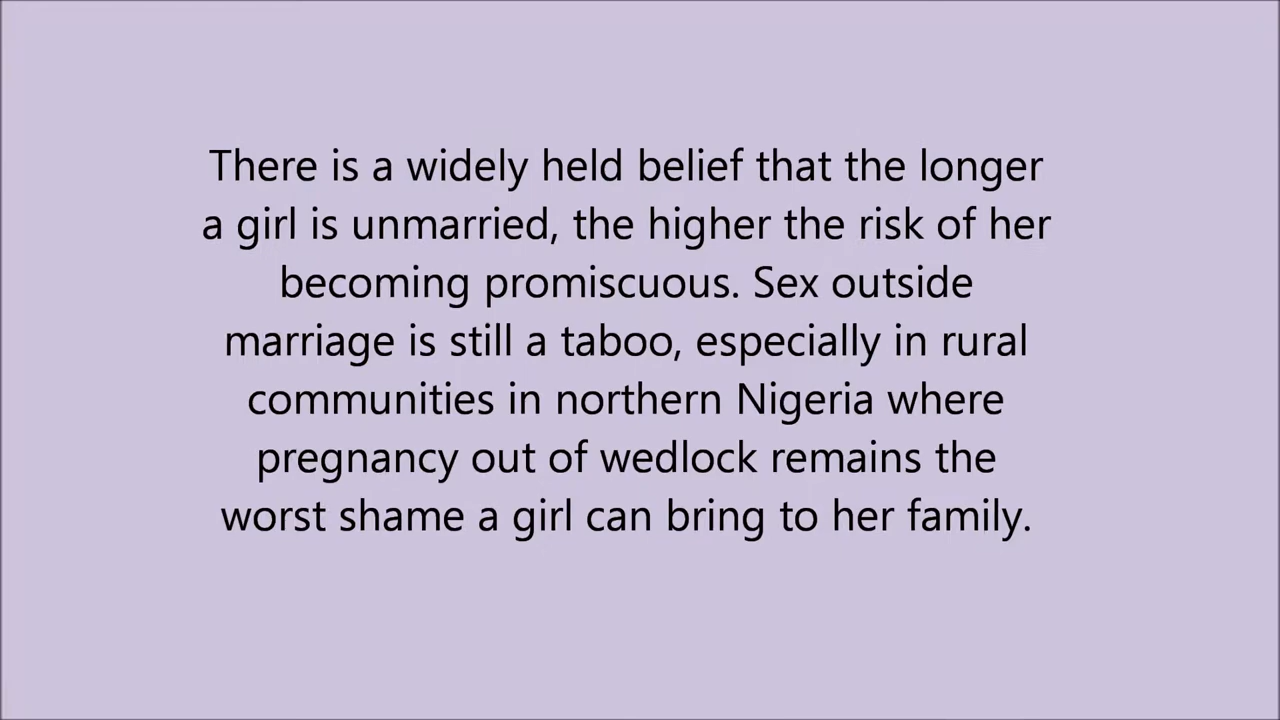 There is a widely held belief that the longer
a girl is unmarried, the higher the risk of her
becoming promiscuous. Sex outside
marriage is still a taboo, especially in rural
communities in northern Nigeria where
pregnancy out of wedlock remains the
worst shame a girl can bring to her family.